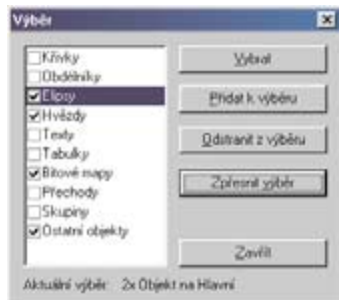 Výběr
Křivky
Obdélníky
Elipsy
Hvězdy
Texty
Tabulky
Bitové mapy
Přechody
Skupiny
Ostatní objekty
Vybrat
Přidat k výběru
Odstranit z výběru
Zpřesnit výběr
Zavřít
Aktuální výběr: 2x Objekt na Hlavní